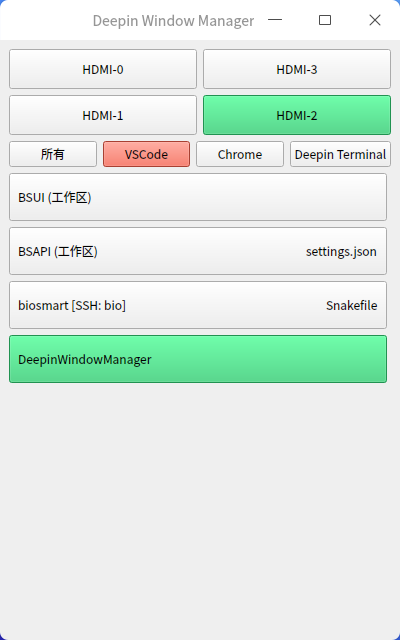 Deepin Window Manager
HDMI-0 HDMI-3
HDMI-1 HDMI-2
所有 VSCode Chrome Deepin Terminal
BSUI (工作区)
BSAPI (工作区) settings.json
biosmart [SSH: bio] Snakefile
DeepinWindowManager